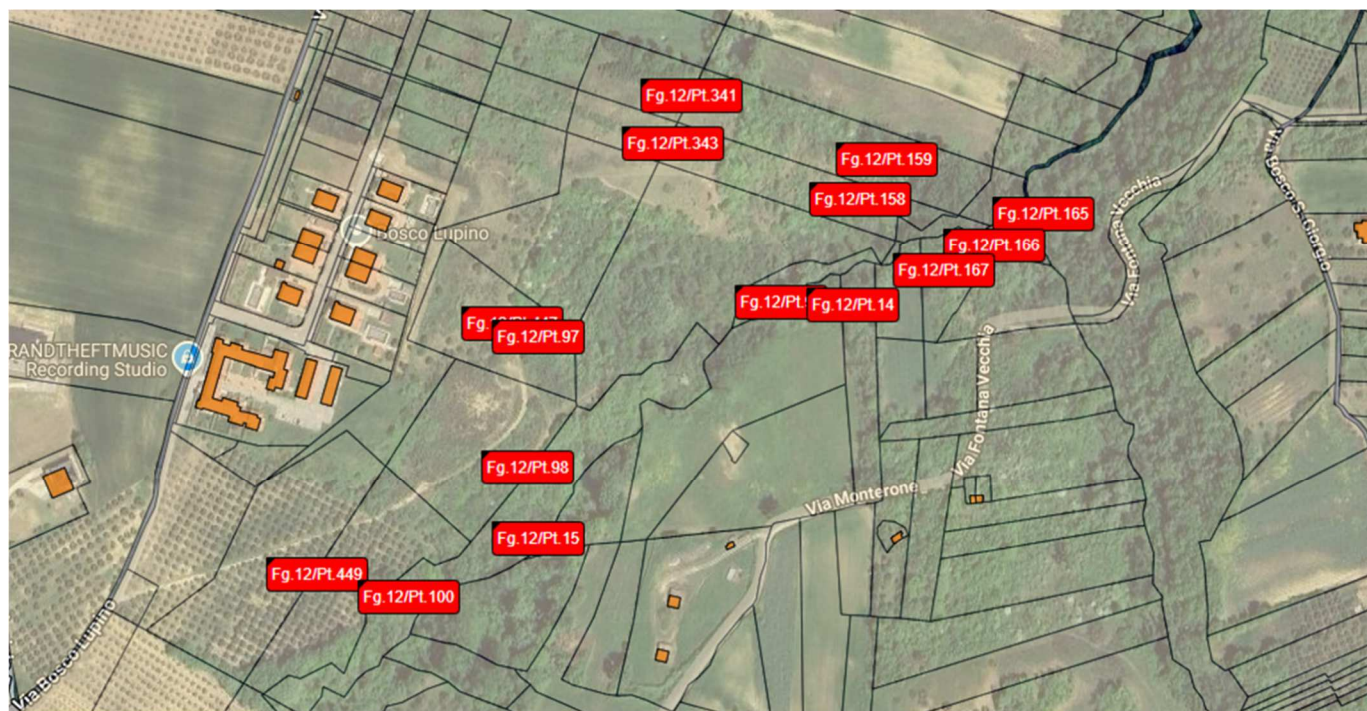 Fg.12/Pt.341
Fg.12/Pt.343
Fg.12/Pt.159
Fg.12/Pt.158
Fg.12/Pt.165
Fg.12/Pt.166
Fg.12/Pt.167
Via Fontana Vecchia
Via Bosco S. Giorgio
Bosco Lupino
Fg.12/Pt.14
Fg.12/Pt.97
RANDTHEFTMUSIC
Recording Studio
Via Fontana Vecchia
Fg.12/Pt.98
Via Monterone
Fg.12/Pt.15
Fg.12/Pt.449
Fg.12/Pt.100
Via Bosco Lupino